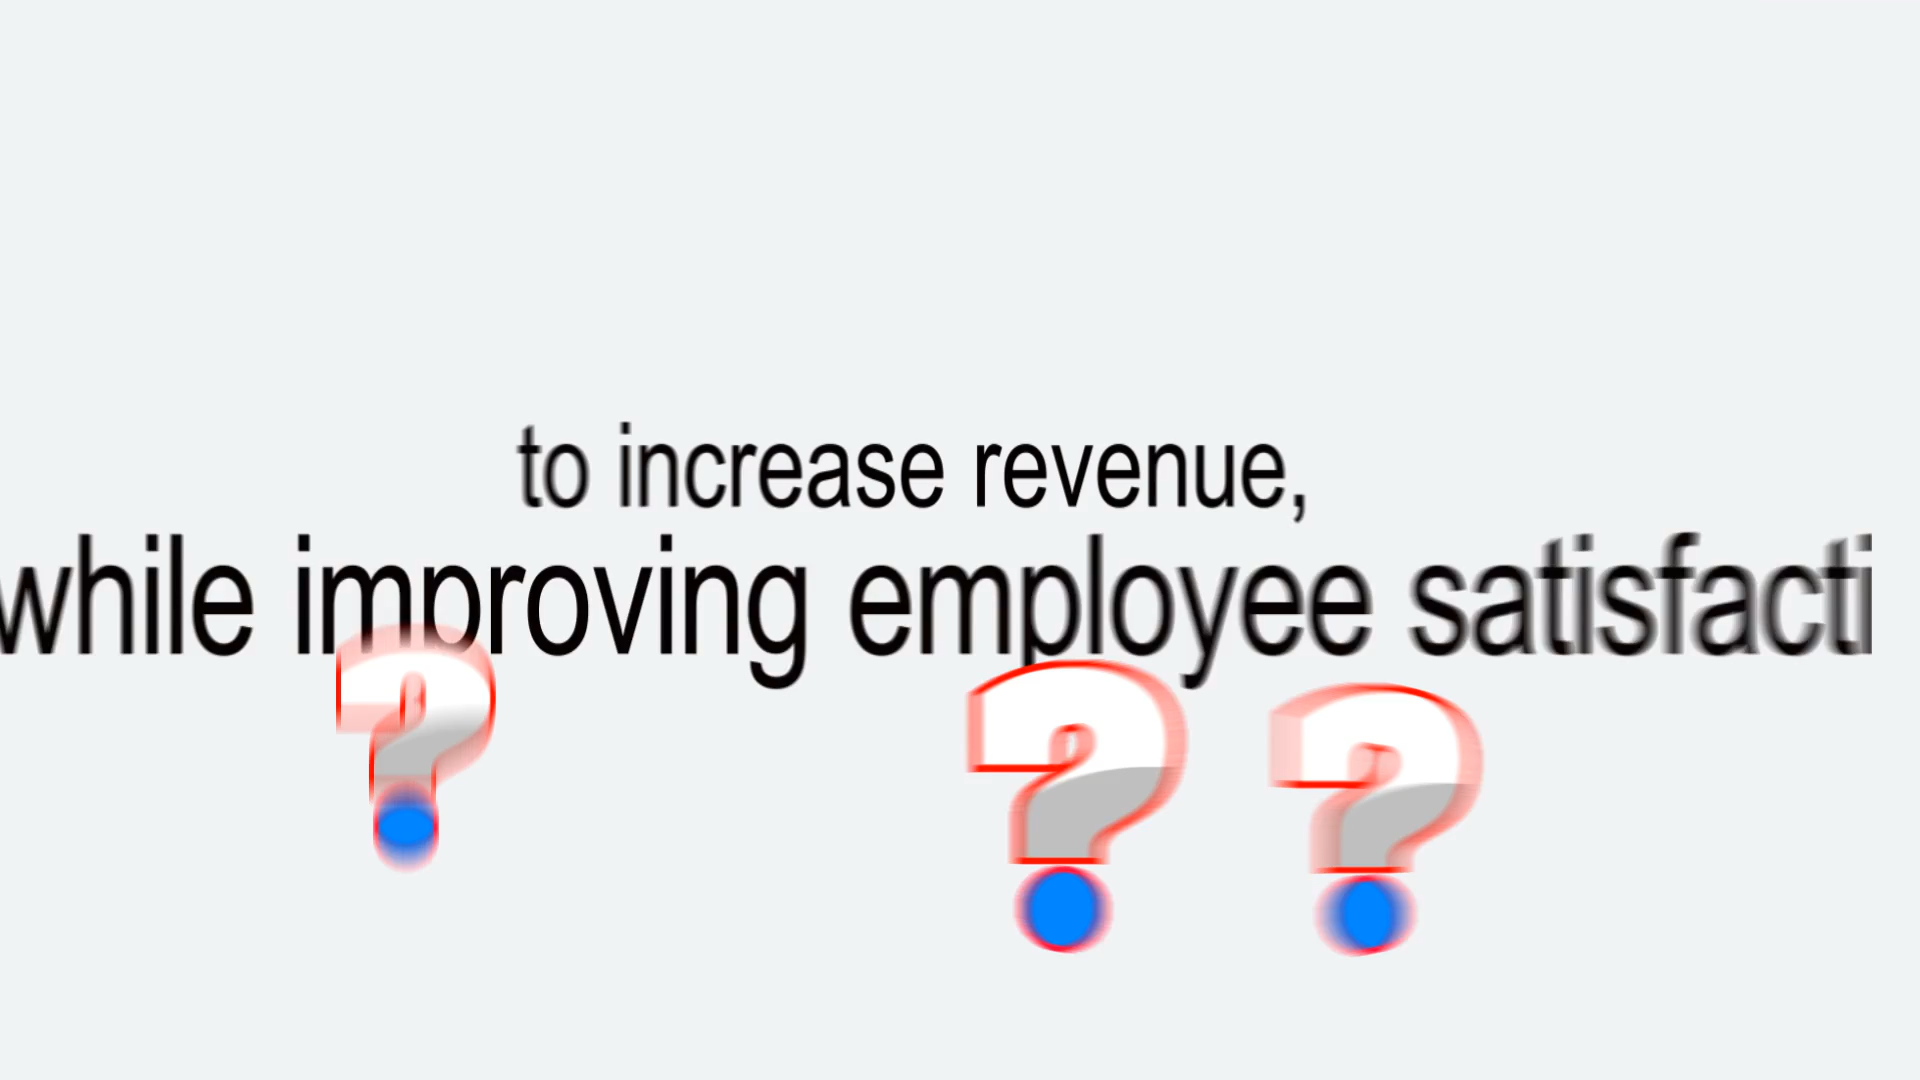 to increase revenue,
while improving employee satisfacti
? ? ?